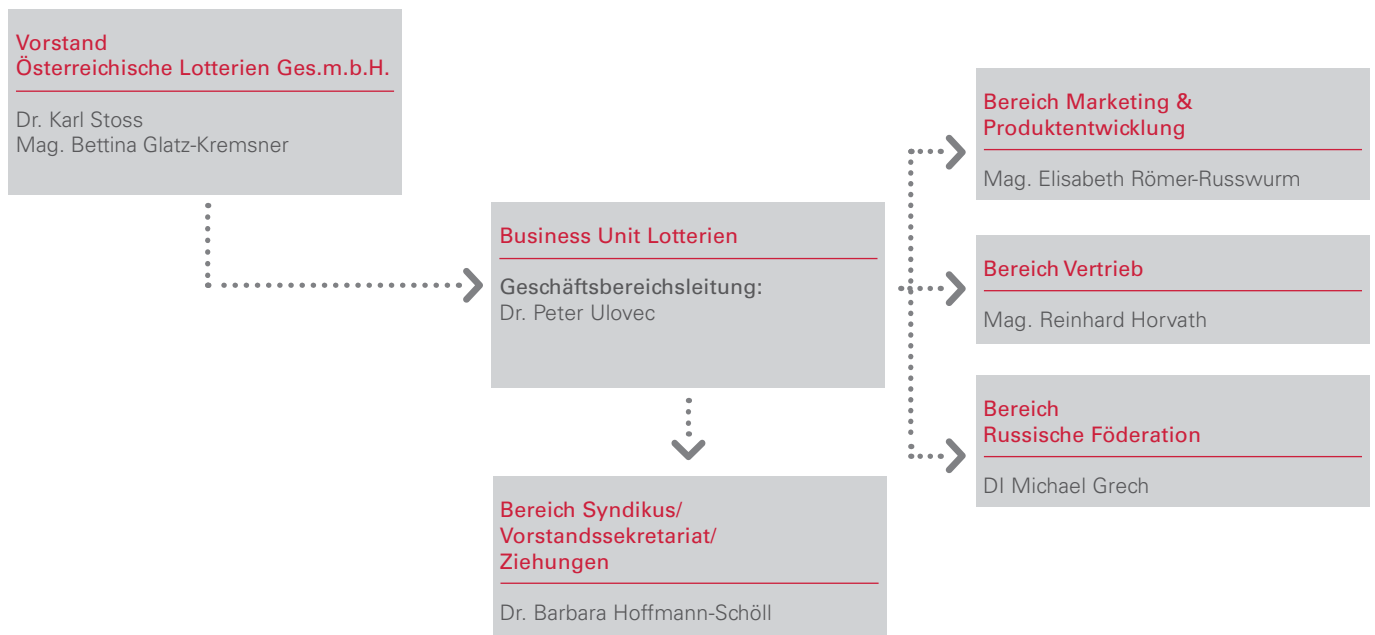 Vorstand
Österreichische Lotterien Ges.m.b.H.
Dr. Karl Stoss
Mag. Bettina Glatz-Kremsner
Business Unit Lotterien
Geschäftsbereichsleitung:
Dr. Peter Ulovec
Bereich Syndikus/
Vorstandssekretariat/
Ziehungen
Dr. Barbara Hoffmann-Schöll
Bereich Marketing &
Produktentwicklung
Mag. Elisabeth Römer-Russwurm
Bereich Vertrieb
Mag. Reinhard Horvath
Bereich
Russische Föderation
DI Michael Grech